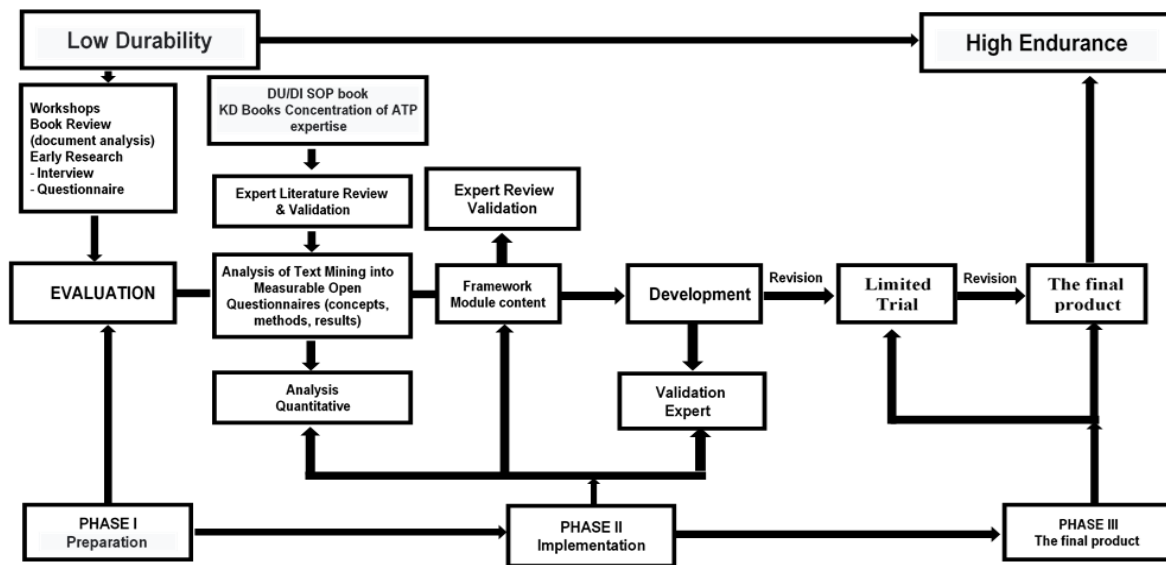 Low Durability
High Endurance
Workshops
Book Review
(document analysis)
Early Research
- Interview
- Questionnaire
DU/DI SOP book
KD Books Concentration of ATP
expertise
Expert Literature Review
& Validation
Expert Review
Validation
EVALUATION
Analysis of Text Mining into
Measurable Open
Questionnaires (concepts,
methods, results)
Framework
Module content
Development
Revision
Limited
Trial
Revision
The final
product
Analysis
Quantitative
Validation
Expert
PHASE I
Preparation
PHASE II
Implementation
PHASE III
The final product